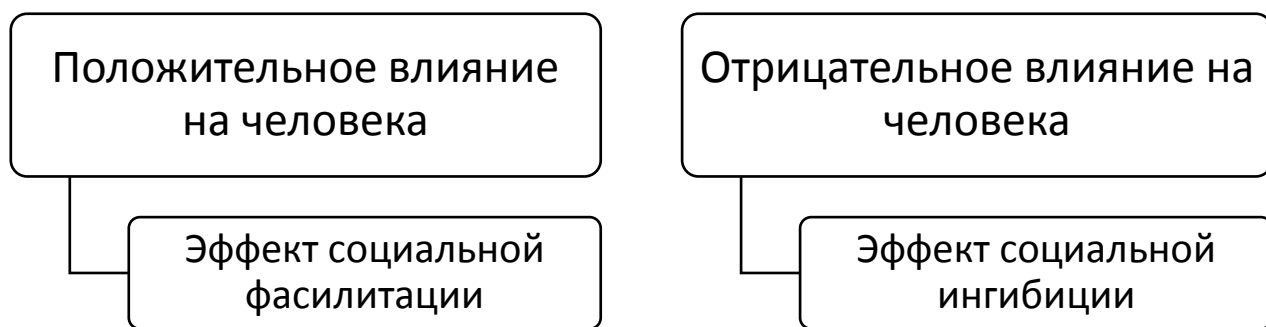 Положительное влияние
на человека
Эффект социальной
фасилитации
Отрицательное влияние на
человека
Эффект социальной
ингибиции